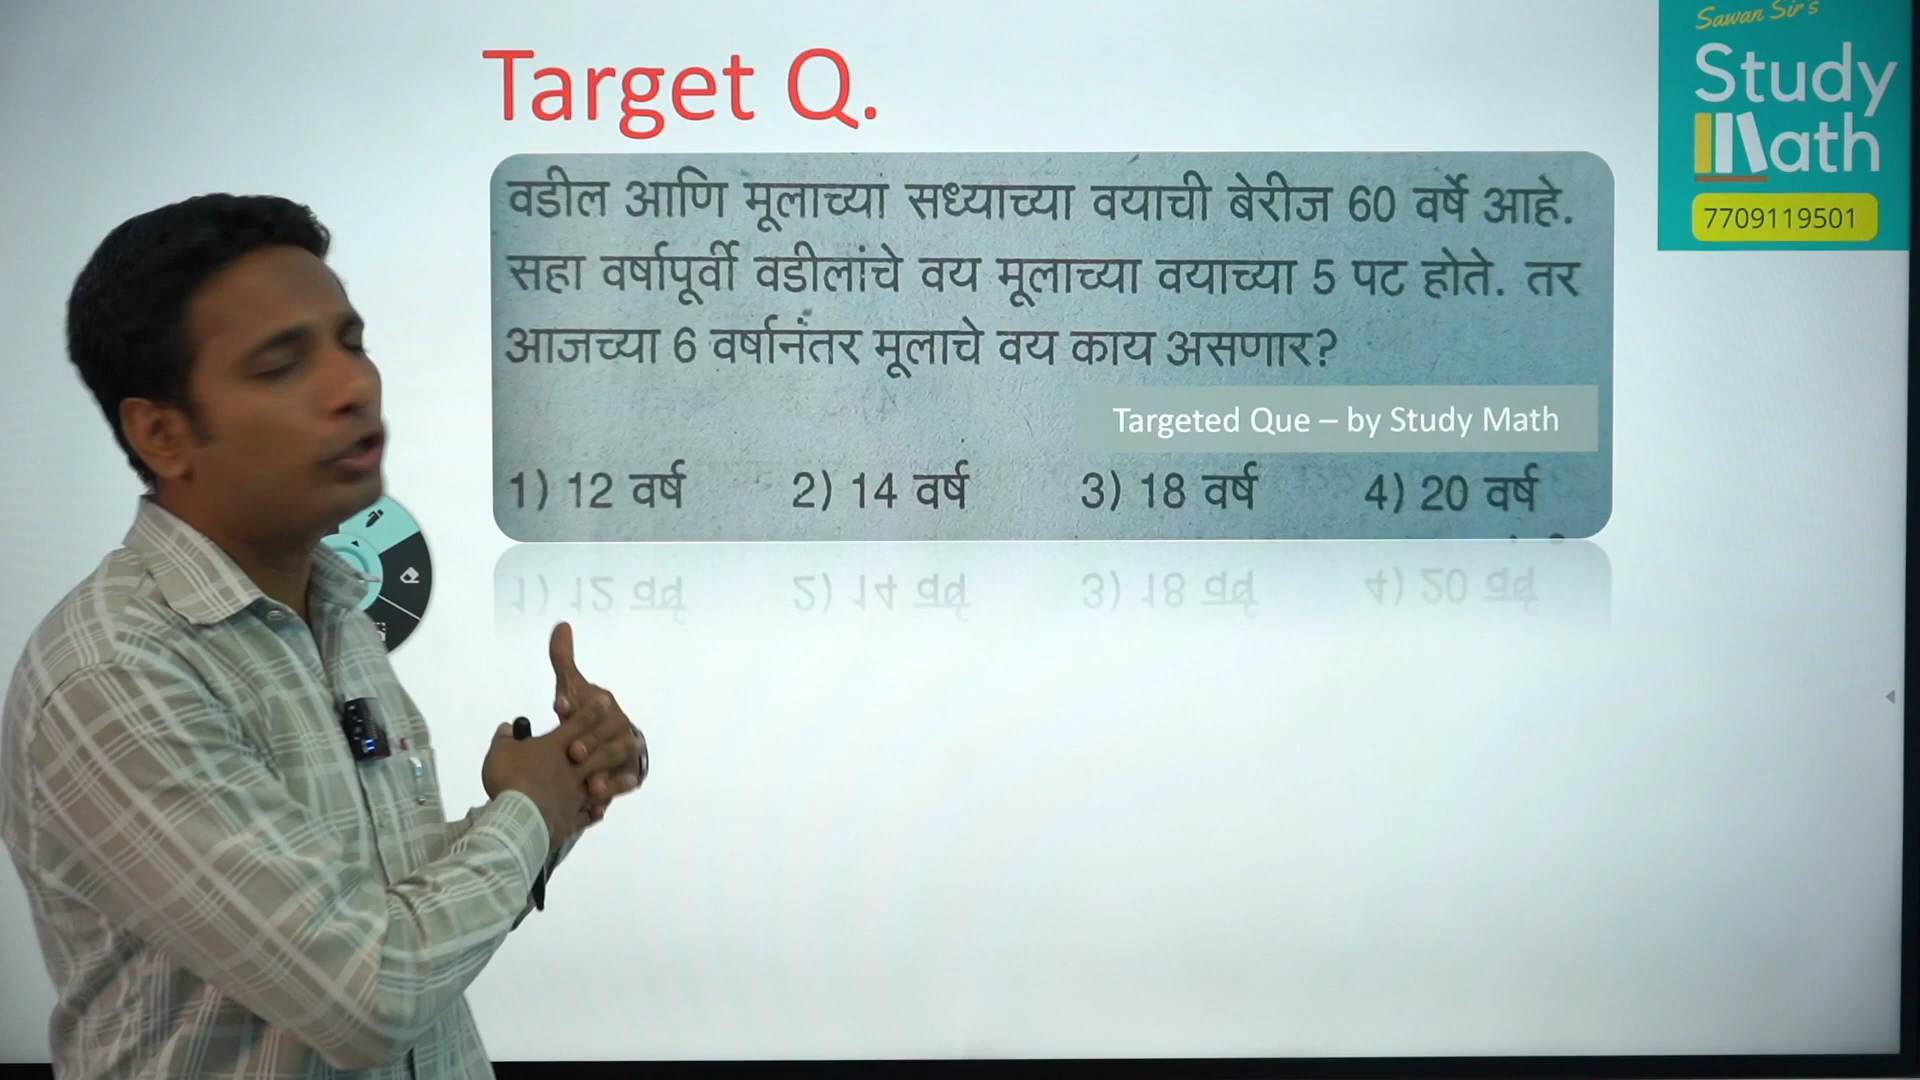 Target Q.
वडील आणि मूलाच्या सध्याच्या वयाची बेरीज 60 वर्षे आहे.
सहा वर्षापूर्वी वडीलांचे वय मूलाच्या वयाच्या 5 पट होते. तर
आजच्या 6 वर्षानंतर मूलाचे वय काय असणार?
Targeted Que – by Study Math
1) 12 वर्ष 2) 14 वर्ष 3) 18 वर्ष 4) 20 वर्ष
Sawan Sir's
Study
Math
7709119501